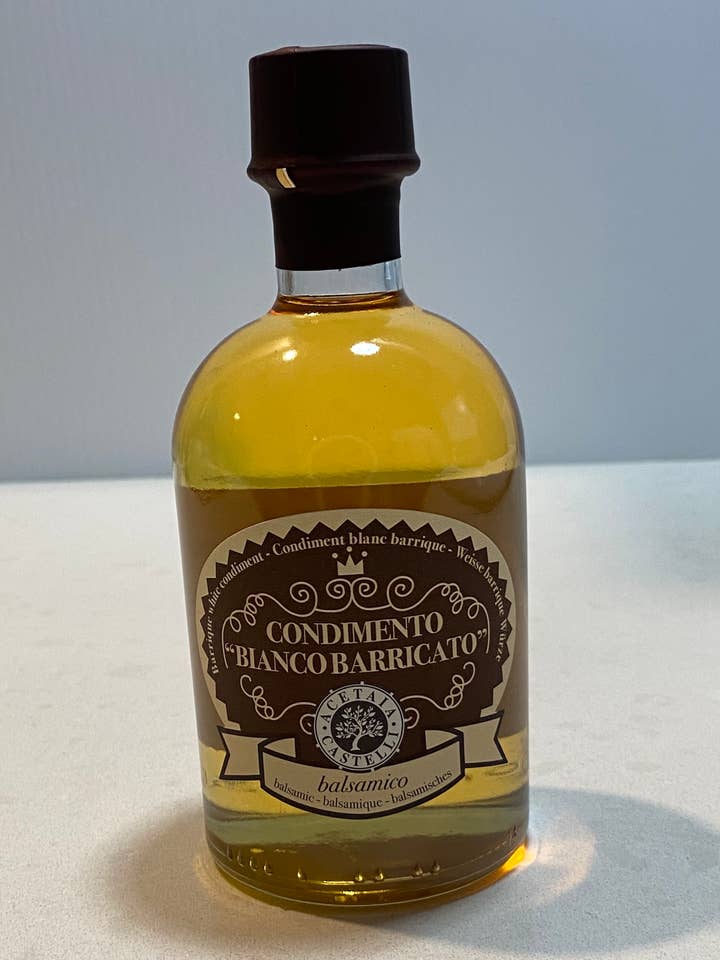 Barrique white condiment - Condiment blanc barrique - Weisse barrique Würze
CONDIMENTO
“BIANCO BARRICATO”
ACETAIA
CASTELLI
balsamico
balsamic - balsamique - balsamisches